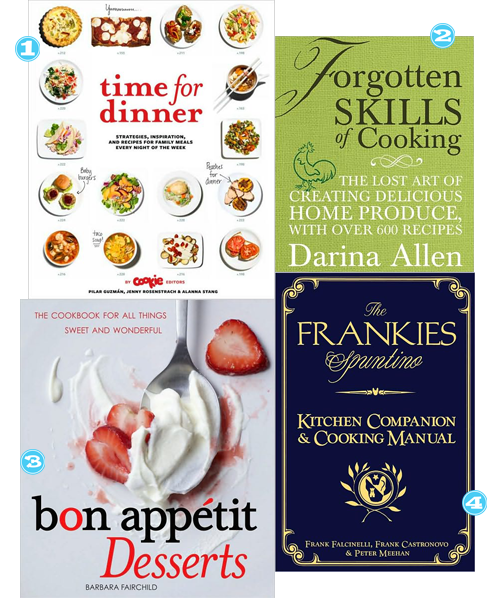 1
Yummmmm...
time for
dinner
STRATEGIES, INSPIRATION,
AND RECIPES FOR FAMILY MEALS
EVERY NIGHT OF THE WEEK
Baby
burgers
Peaches
for
dinner
BY cookie EDITORS
PILAR GUZMÁN, JENNY ROSENSTRACH & ALANNA STANG
2
Forgotten
SKILLS
of Cooking
THE LOST ART OF
CREATING DELICIOUS
HOME PRODUCE,
WITH OVER 600 RECIPES
Darina Allen
3
THE COOKBOOK FOR ALL THINGS
SWEET AND WONDERFUL
bon appétit
Desserts
BARBARA FAIRCHILD
4
The
FRANKIES
Spuntino
KITCHEN COMPANION
& COOKING MANUAL
FRANK FALCINELLI, FRANK CASTRONOVO
& PETER MEEHAN